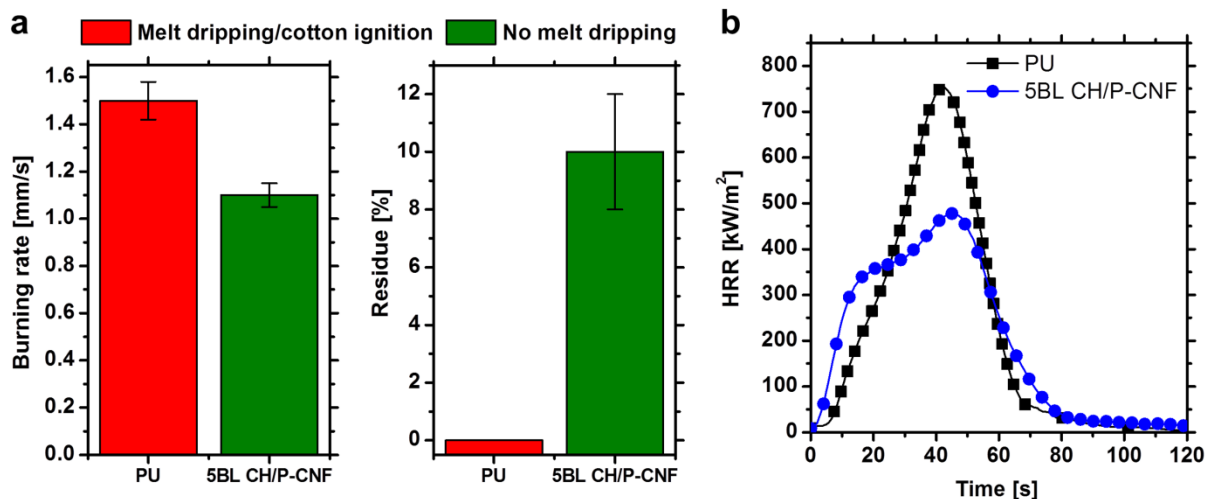 a
Melt dripping/cotton ignition
No melt dripping
Burning rate [mm/s]
1.6
1.4
1.2
1.0
0.8
0.6
0.4
0.2
0.0
PU
5BL CH/P-CNF
Residue [%]
12
10
8
6
4
2
0
PU
5BL CH/P-CNF
b
PU
5BL CH/P-CNF
HRR [kW/m²]
800
700
600
500
400
300
200
100
0
0
20
40
60
80
100
120
Time [s]